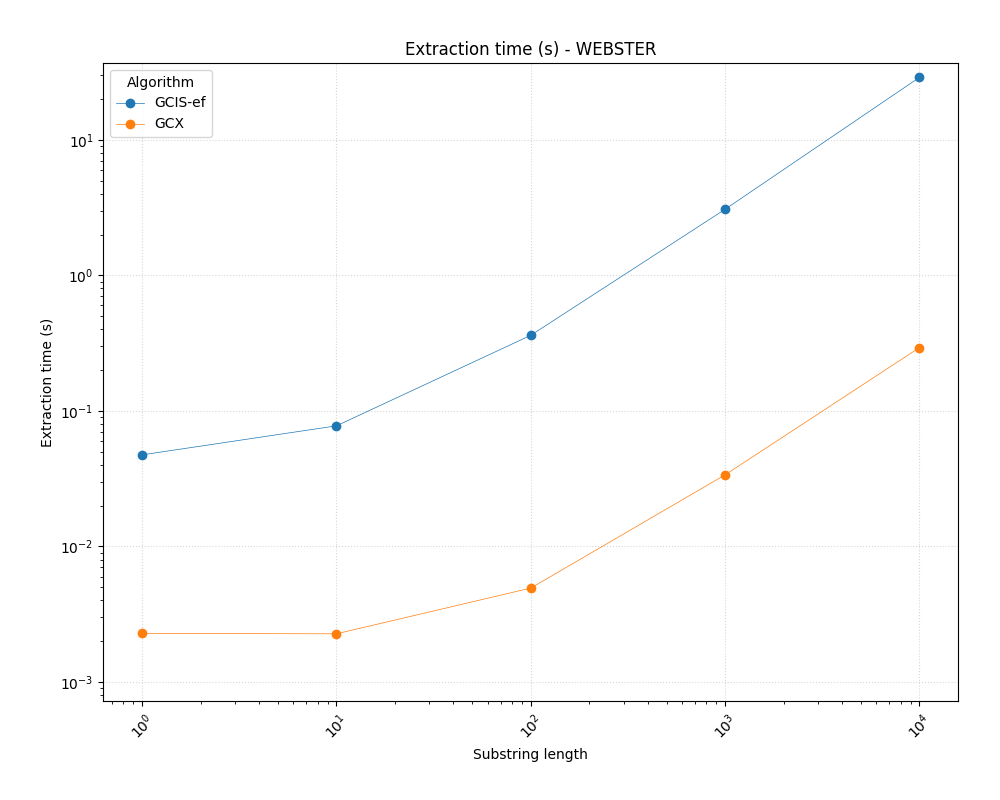 Extraction time (s) - WEBSTER
Algorithm
GCIS-ef
GCX
Extraction time (s)
10¹
10⁰
10⁻¹
10⁻²
10⁻³
10⁰
10¹
10²
10³
10⁴
Substring length